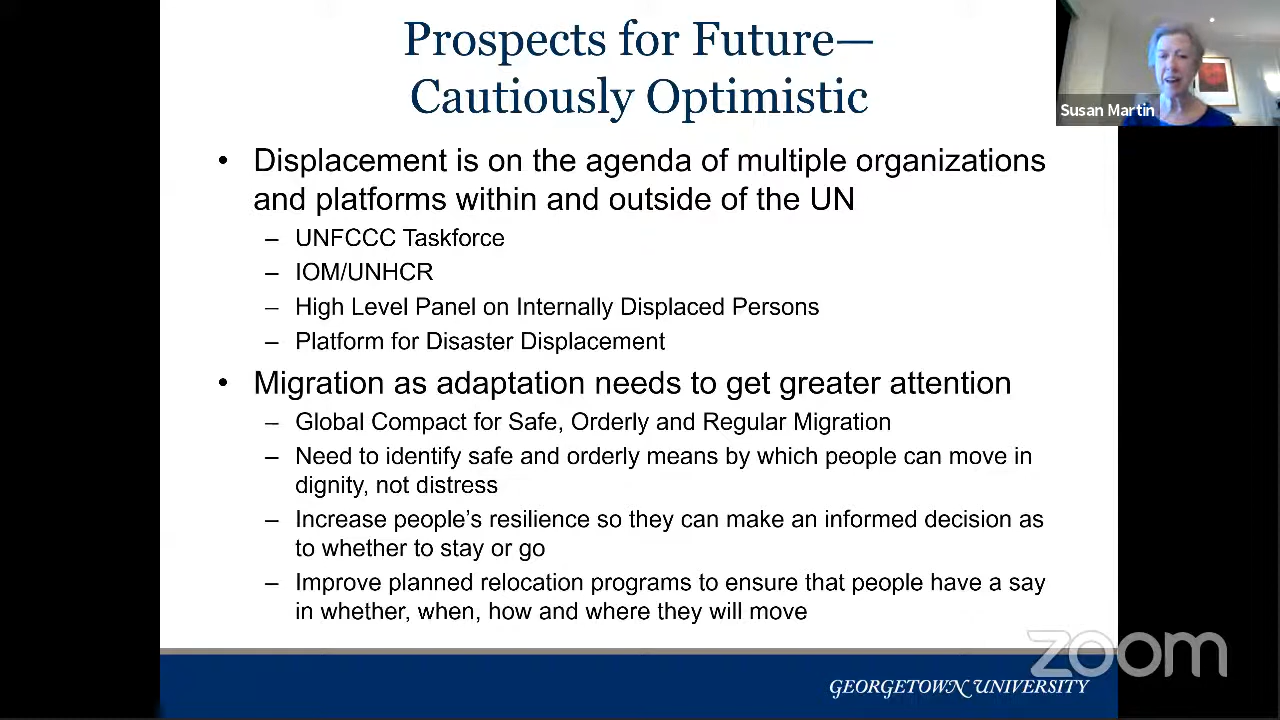 Prospects for Future—
Cautiously Optimistic
Susan Martin
• Displacement is on the agenda of multiple organizations
and platforms within and outside of the UN
– UNFCCC Taskforce
– IOM/UNHCR
– High Level Panel on Internally Displaced Persons
– Platform for Disaster Displacement
• Migration as adaptation needs to get greater attention
– Global Compact for Safe, Orderly and Regular Migration
– Need to identify safe and orderly means by which people can move in
dignity, not distress
– Increase people's resilience so they can make an informed decision as
to whether to stay or go
– Improve planned relocation programs to ensure that people have a say
in whether, when, how and where they will move
zoom
GEORGETOWN UNIVERSITY